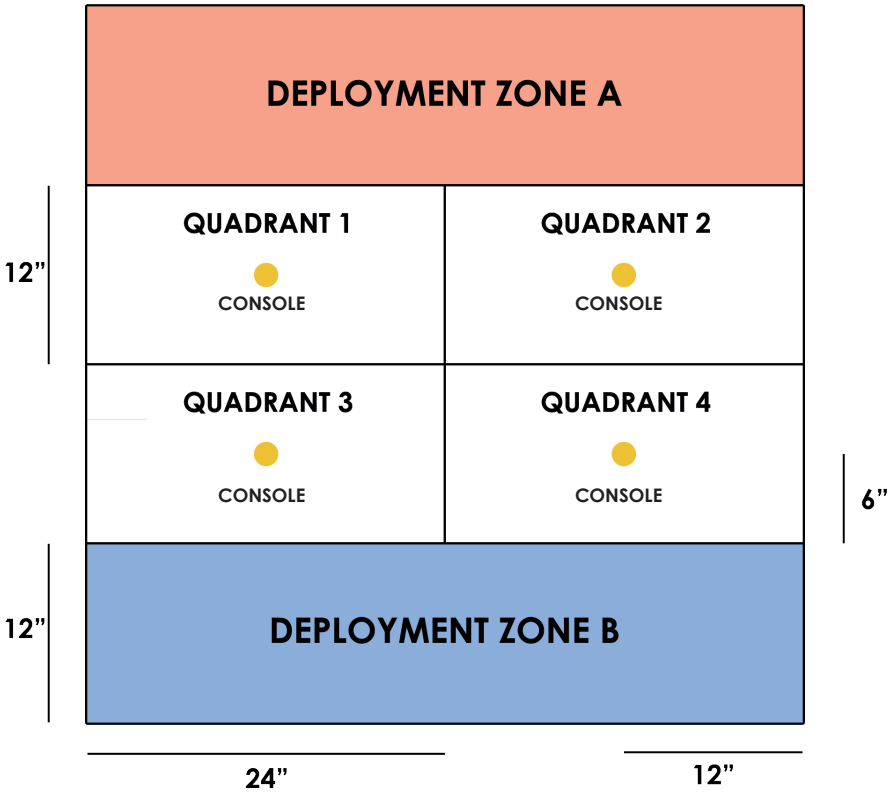 DEPLOYMENT ZONE A
QUADRANT 1
QUADRANT 2
12”
CONSOLE
CONSOLE
QUADRANT 3
QUADRANT 4
CONSOLE
CONSOLE
6”
12”
DEPLOYMENT ZONE B
24”
12”